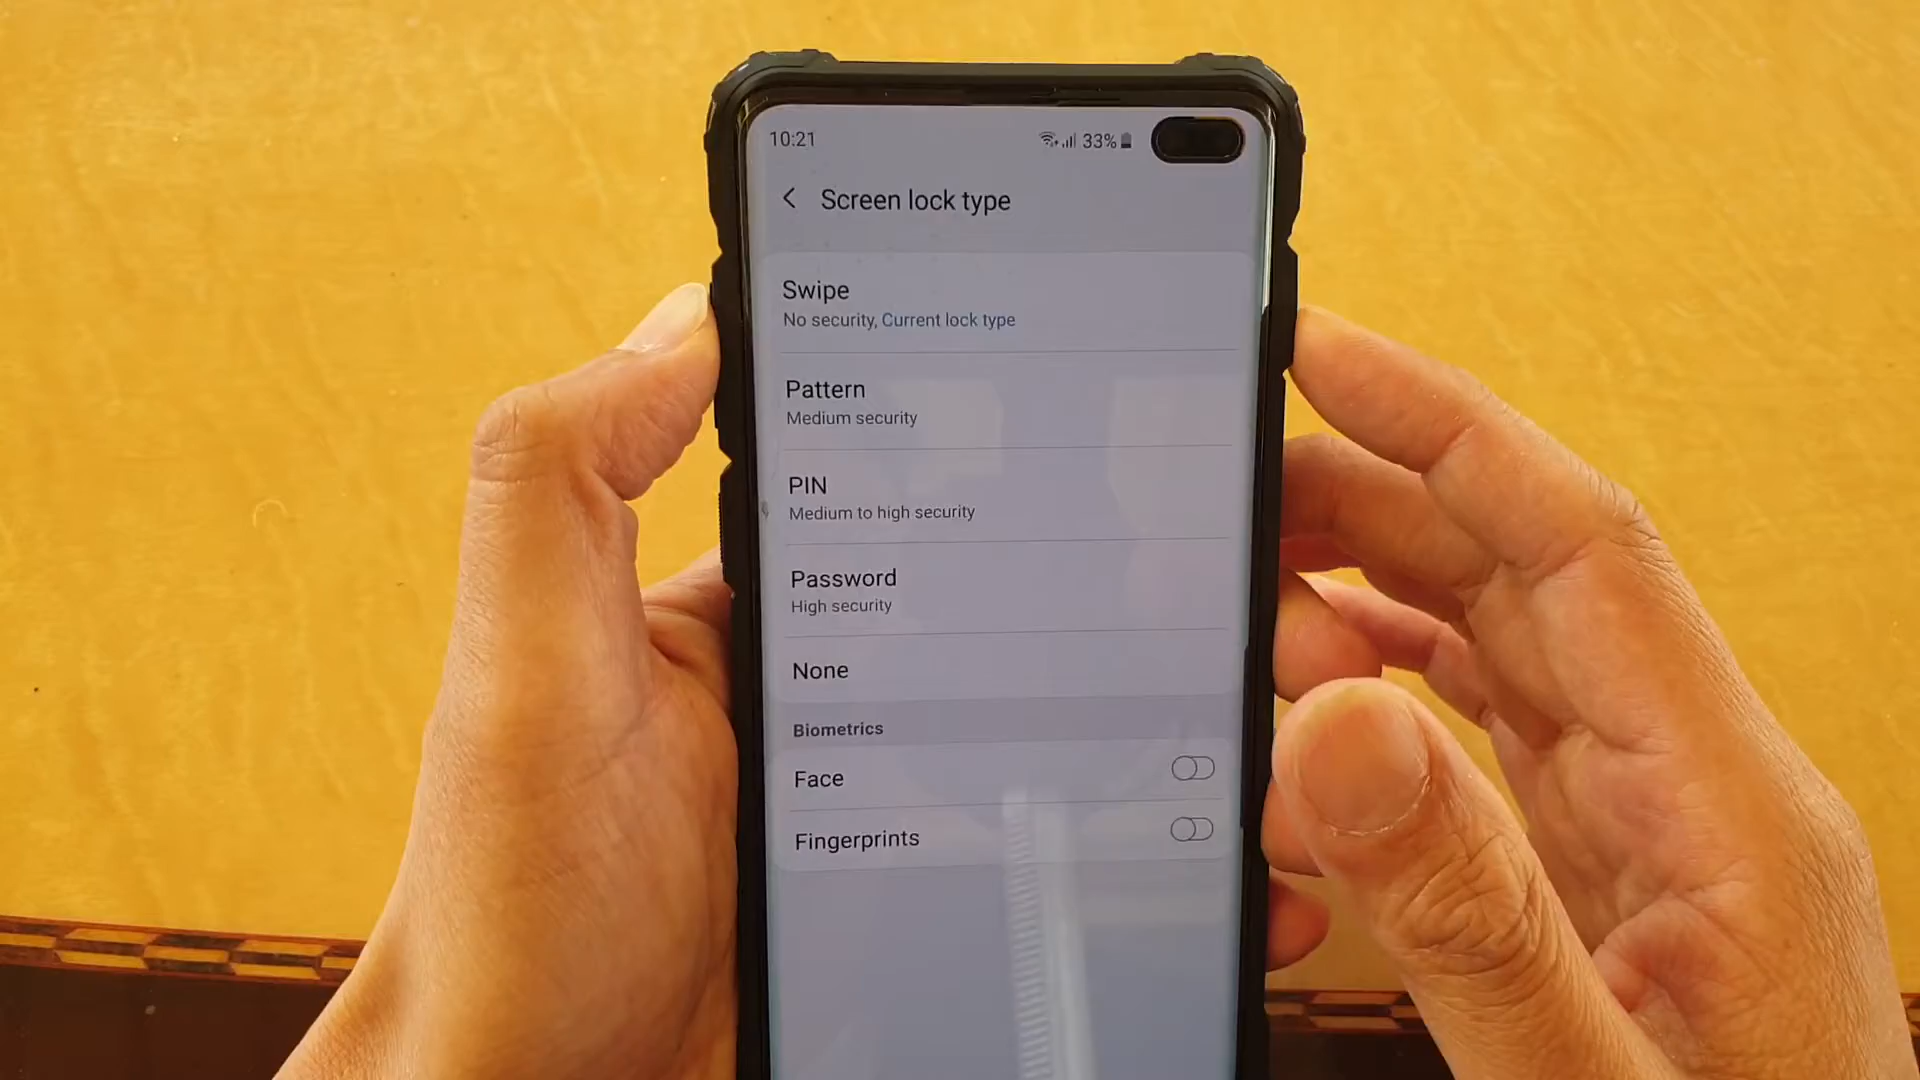 10:21 33%
Screen lock type
Swipe
No security, Current lock type
Pattern
Medium security
PIN
Medium to high security
Password
High security
None
Biometrics
Face
Fingerprints